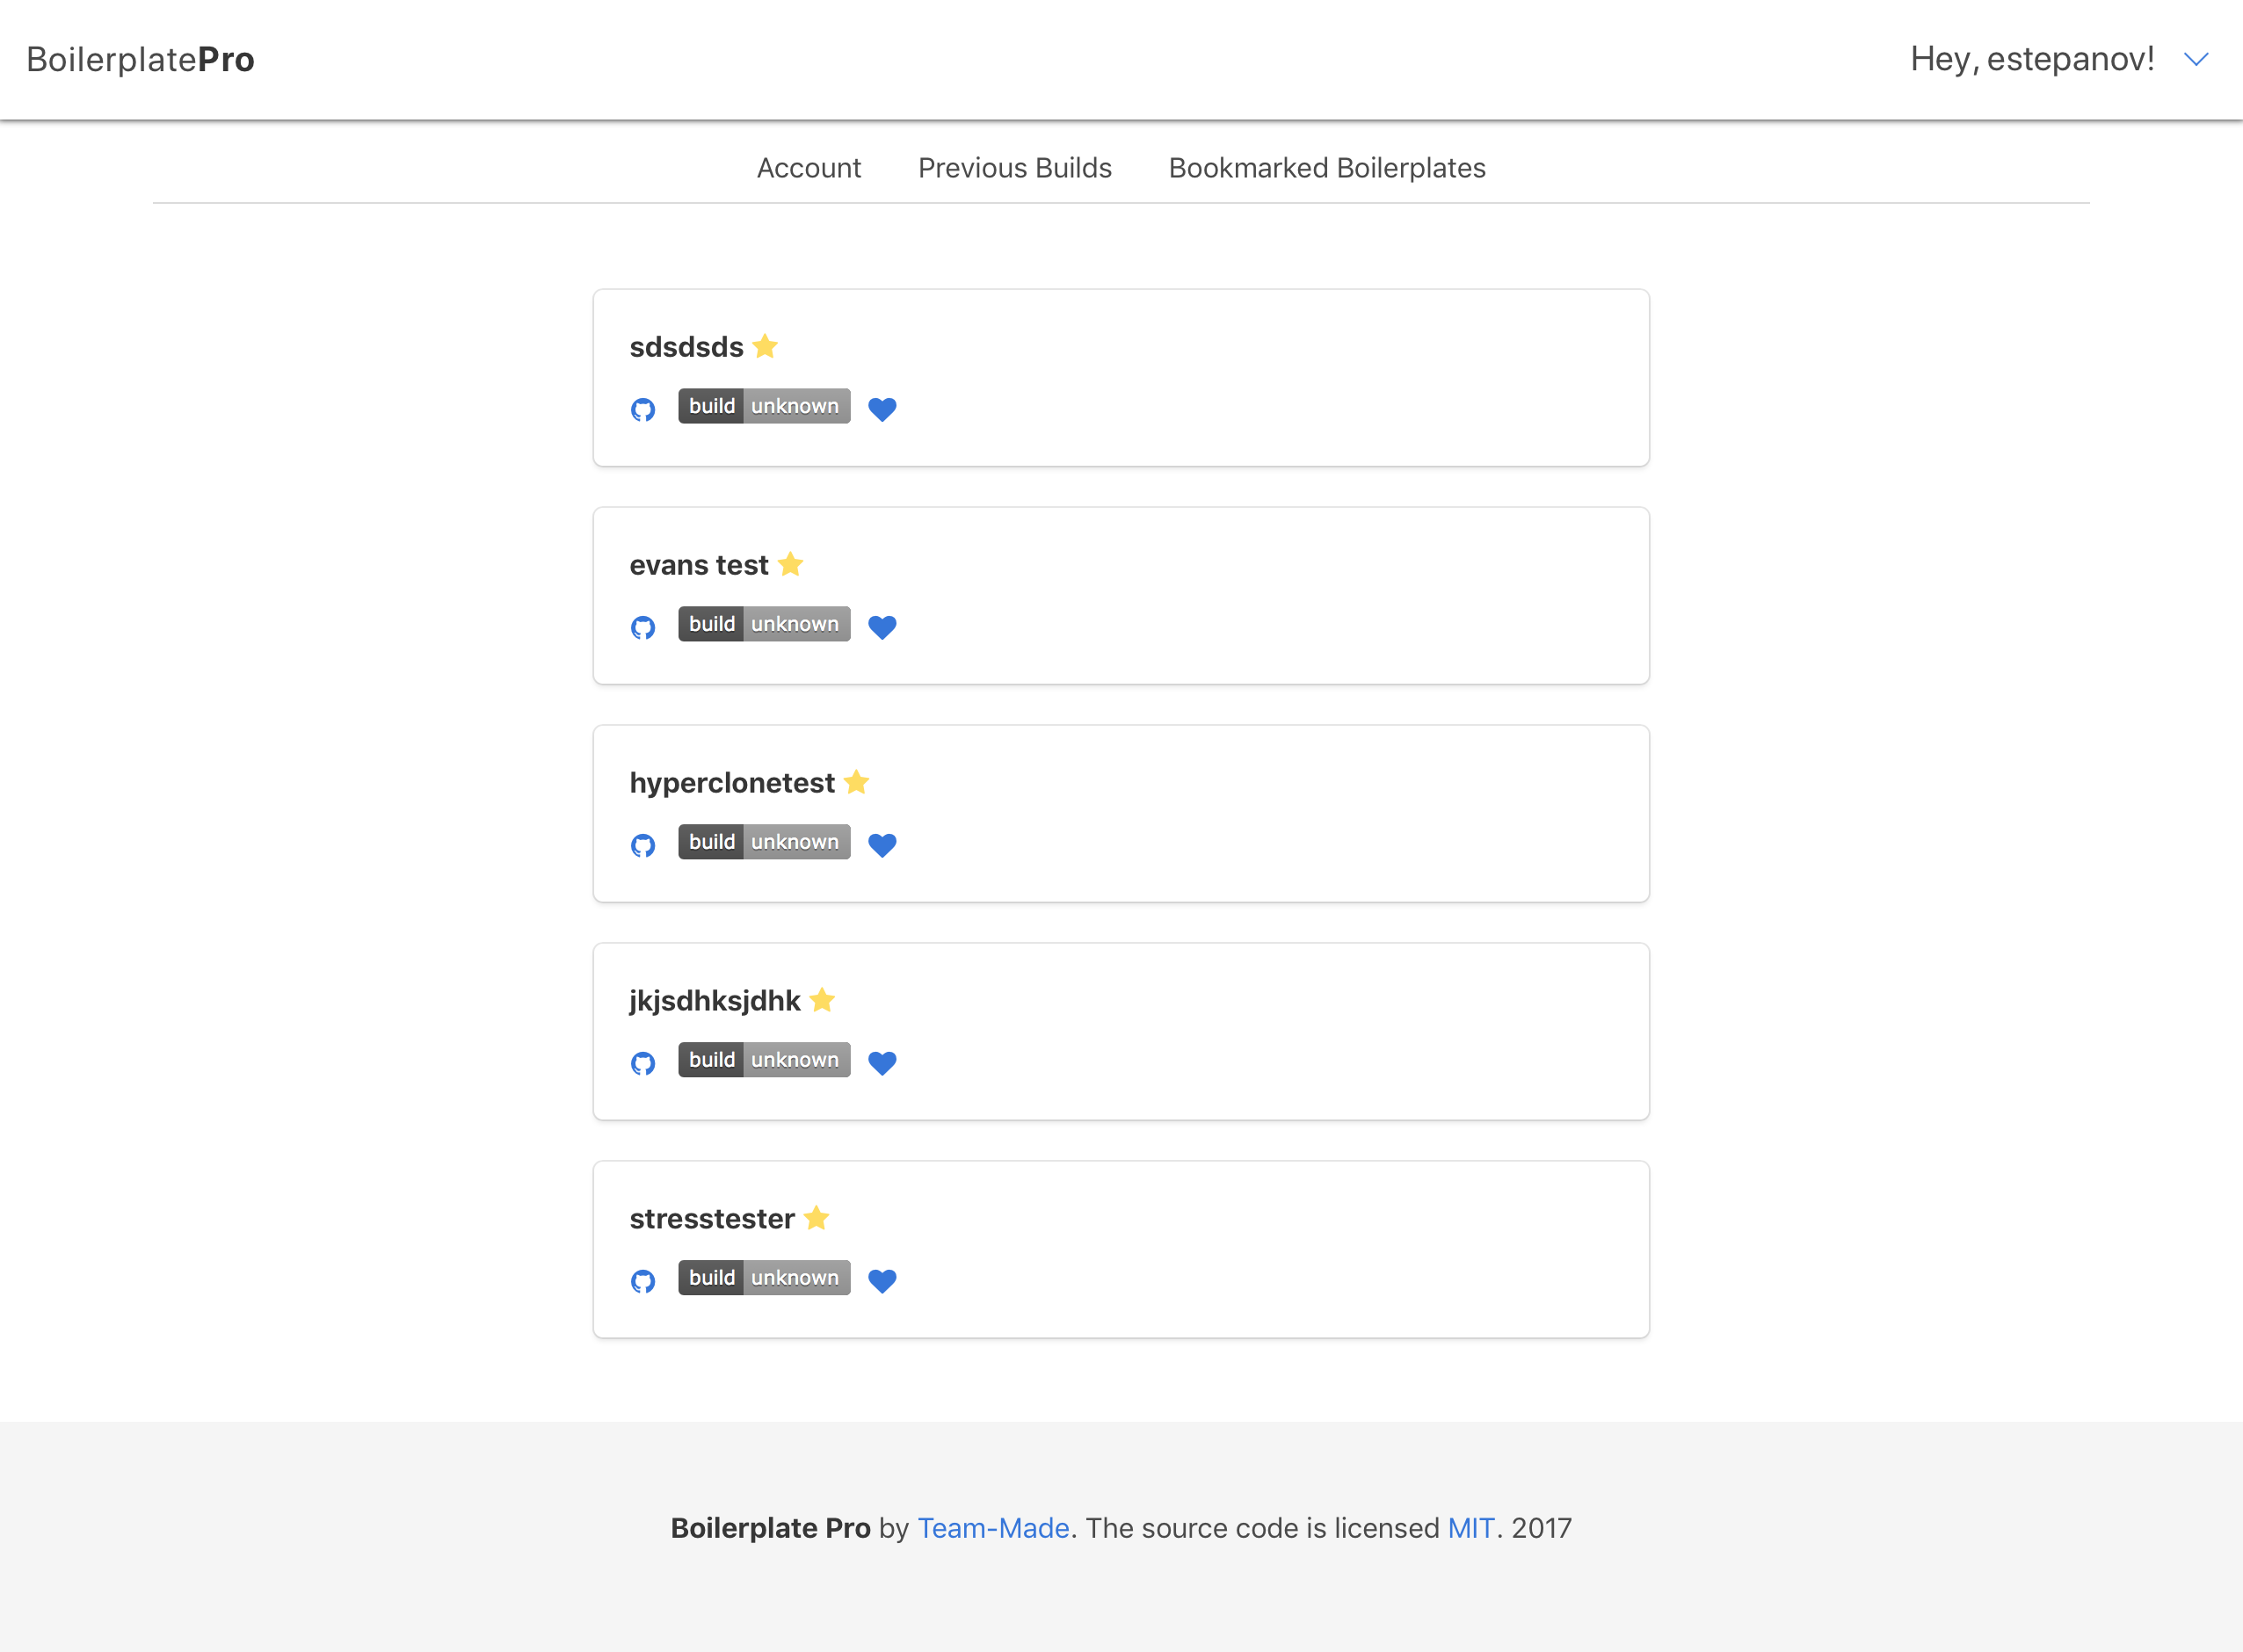 BoilerplatePro
Hey, estepanov!
Account Previous Builds Bookmarked Boilerplates
sdsdsds
build unknown
evans test
build unknown
hyperclonetest
build unknown
jkjsdhksjdhk
build unknown
stresstester
build unknown
Boilerplate Pro by Team-Made. The source code is licensed MIT. 2017